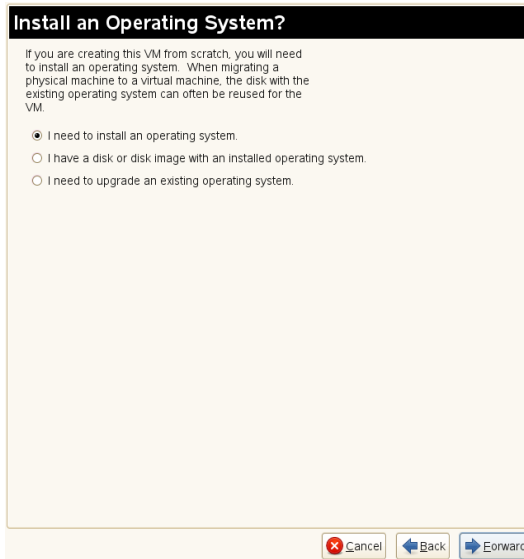 Install an Operating System?
If you are creating this VM from scratch, you will need
to install an operating system.  When migrating a
physical machine to a virtual machine, the disk with the
existing operating system can often be reused for the
VM.
I need to install an operating system.
I have a disk or disk image with an installed operating system.
I need to upgrade an existing operating system.
Cancel Back Forward